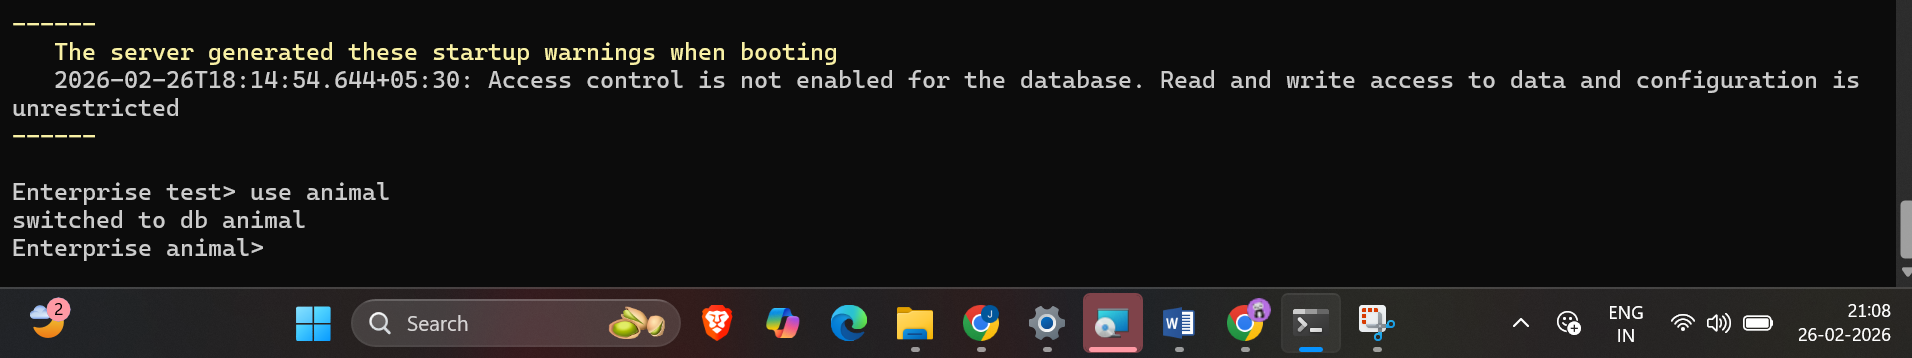 ------
The server generated these startup warnings when booting
2026-02-26T18:14:54.644+05:30: Access control is not enabled for the database. Read and write access to data and configuration is
unrestricted
------
Enterprise test> use animal
switched to db animal
Enterprise animal>
2
Search
J
W
ENG
IN
21:08
26-02-2026